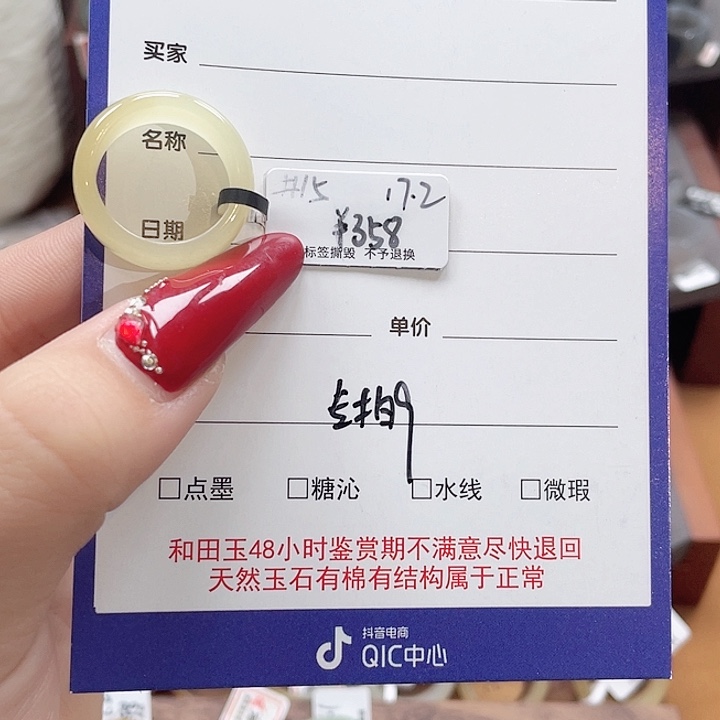 买家
名称
#15 17.2
¥358
日期
标签撕毁 不予退换
单价
□点墨 □糖沁 □水线 □微瑕
和田玉48小时鉴赏期不满意尽快退回
天然玉石有棉有结构属于正常
抖音电商
QIC中心